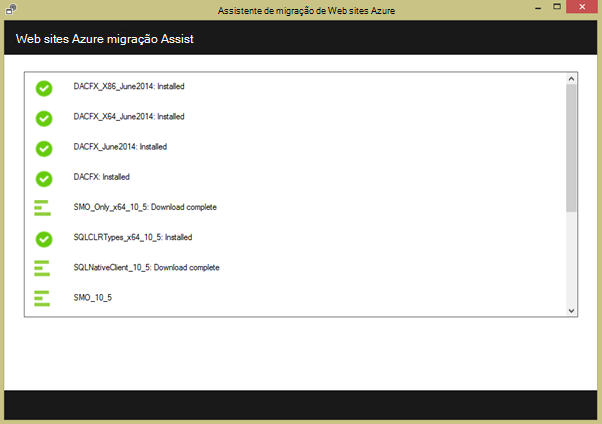 Assistente de migração de Web sites Azure
Web sites Azure migração Assist
DACFX_X86_June2014: Installed
DACFX_X64_June2014: Installed
DACFX_June2014: Installed
DACFX: Installed
SMO_Only_x64_10_5: Download complete
SQLCLRTypes_x64_10_5: Installed
SQLNativeClient_10_5: Download complete
SMO_10_5